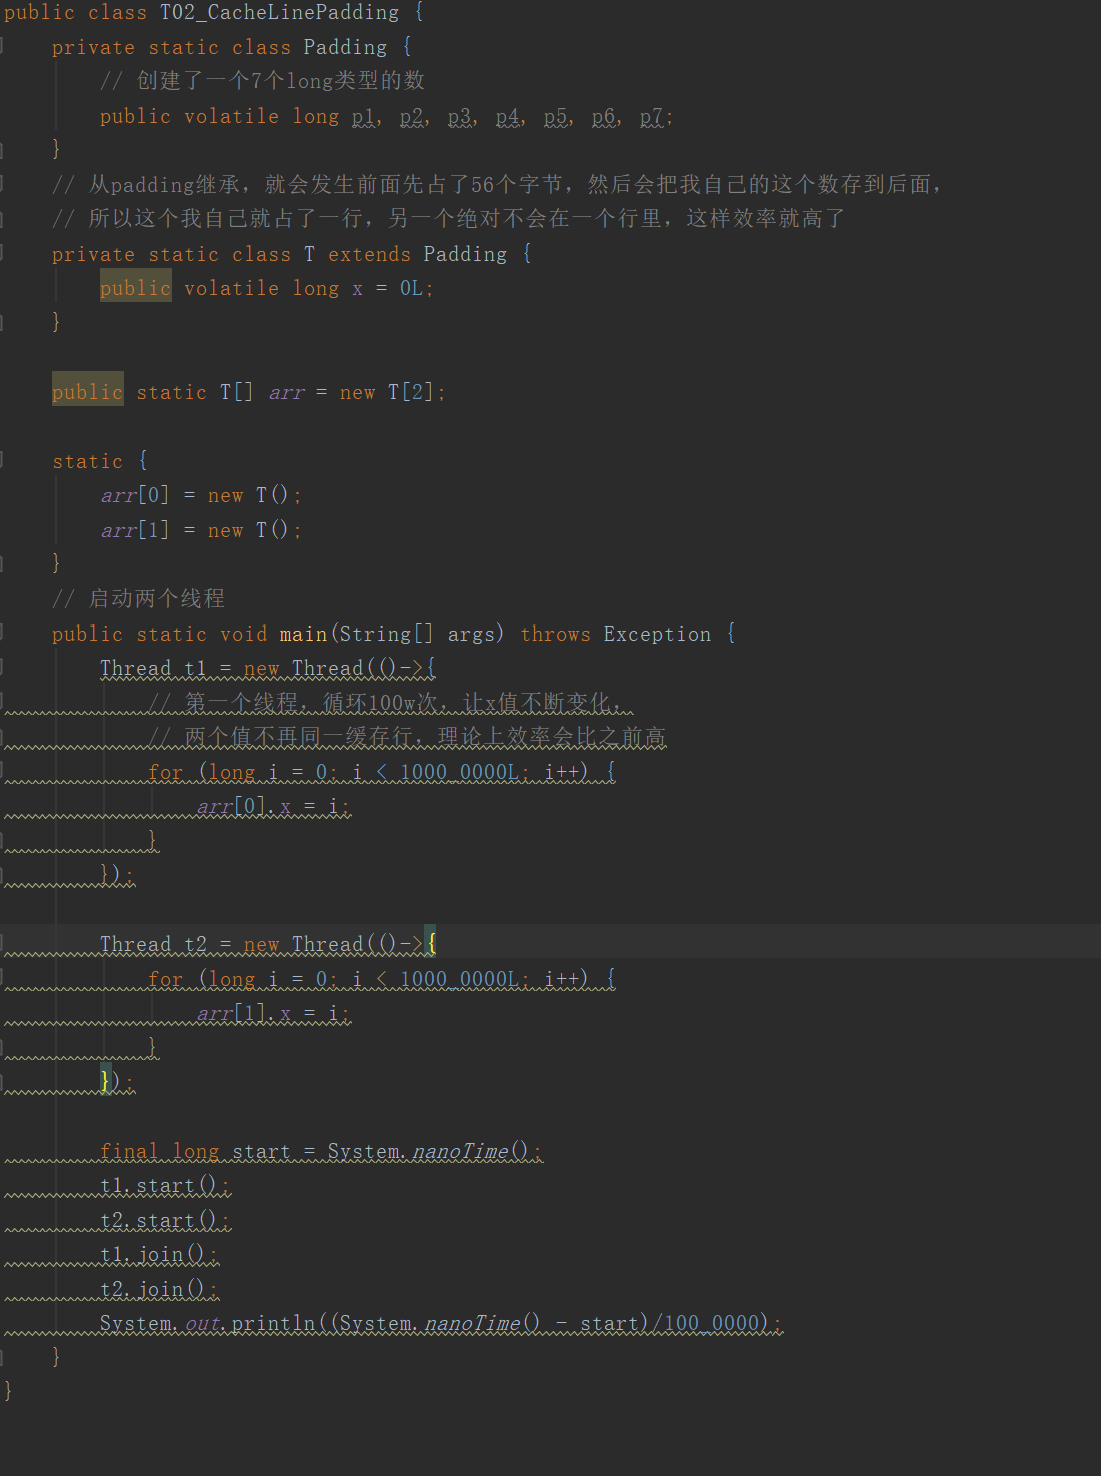 public class T02_CacheLinePadding {
private static class Padding {
// 创建了一个7个long类型的数
public volatile long p1, p2, p3, p4, p5, p6, p7;
}
// 从padding继承，就会发生前面先占了56个字节，然后会把我自己的这个数存到后面，
// 所以这个我自己就占了一行，另一个绝对不会在一个行里，这样效率就高了
private static class T extends Padding {
public volatile long x = 0L;
}
public static T[] arr = new T[2];
static {
arr[0] = new T();
arr[1] = new T();
}
// 启动两个线程
public static void main(String[] args) throws Exception {
Thread t1 = new Thread(()->{
// 第一个线程，循环100w次，让x值不断变化，
// 两个值不再同一缓存行，理论上效率会比之前高
for (long i = 0; i < 1000_0000L; i++) {
arr[0].x = i;
}
});
Thread t2 = new Thread(()->{
for (long i = 0; i < 1000_0000L; i++) {
arr[1].x = i;
}
});
final long start = System.nanoTime();
t1.start();
t2.start();
t1.join();
t2.join();
System.out.println((System.nanoTime() - start)/100_0000);
}
}